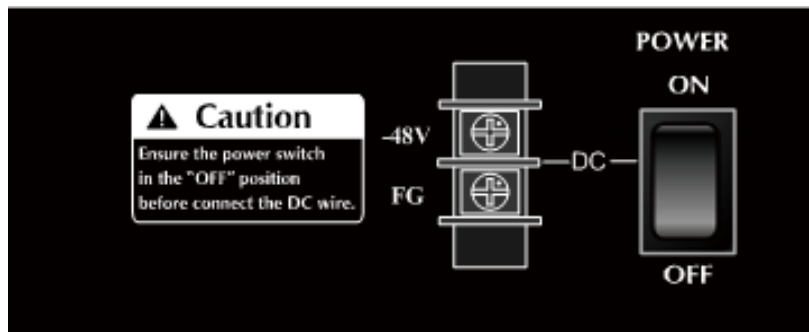 Caution
Ensure the power switch
in the "OFF" position
before connect the DC wire.
-48V
FG
DC
POWER
ON
OFF